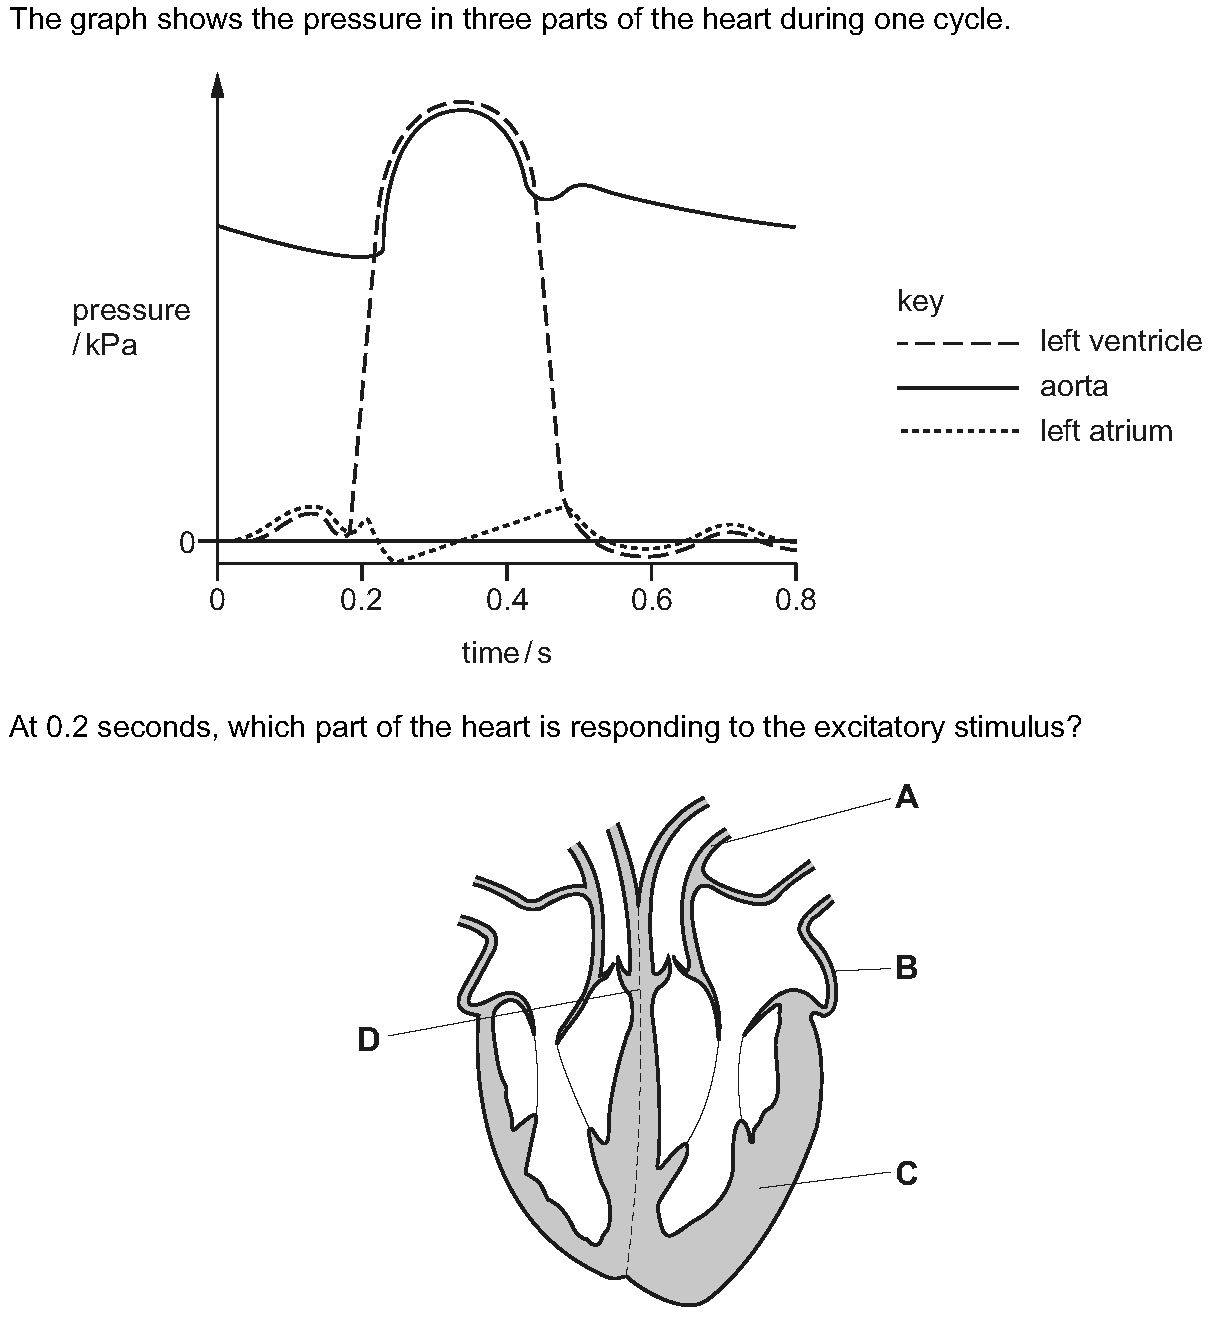 The graph shows the pressure in three parts of the heart during one cycle.
pressure
/ kPa
0
0
0.2
0.4
0.6
0.8
time / s
key
left ventricle
aorta
left atrium
At 0.2 seconds, which part of the heart is responding to the excitatory stimulus?
A
B
D
C